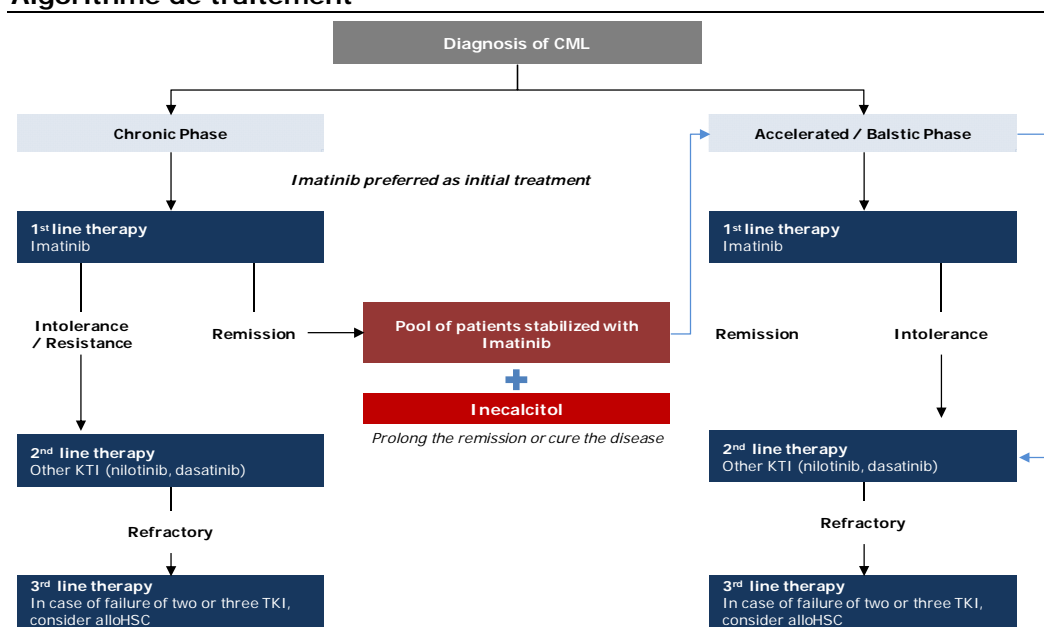 Algorithme de traitement
Diagnosis of CML
Chronic Phase
Accelerated / Balstic Phase
Imatinib preferred as initial treatment
1st line therapy
Imatinib
1st line therapy
Imatinib
Intolerance
/ Resistance
Remission
Pool of patients stabilized with
Imatinib
Remission
Intolerance
Inecalcitol
Prolong the remission or cure the disease
2nd line therapy
Other KTI (nilotinib, dasatinib)
2nd line therapy
Other KTI (nilotinib, dasatinib)
Refractory
Refractory
3rd line therapy
In case of failure of two or three TKI,
consider alloHSC
3rd line therapy
In case of failure of two or three TKI,
consider alloHSC